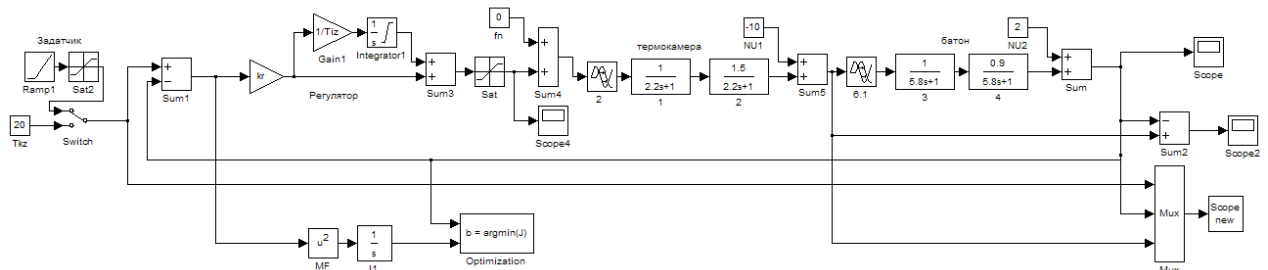 Задатчик
Ramp1
Sat2
20
Tkz
Switch
+
−
Sum1
kr
1/Tiz
Gain1
1
s
Integrator1
Регулятор
+
+
Sum3
Sat
0
fn
+
+
Sum4
Scope4
2
термокамера
1
2.2s+1
1
1.5
2.2s+1
2
-10
NU1
+
+
Sum5
6.1
батон
1
5.8s+1
3
0.9
5.8s+1
4
2
NU2
+
+
Sum
Scope
−
+
Sum2
Scope2
Mux
Mux
Scope
new
u2
MF
1
s
b = argmin(J)
Optimization